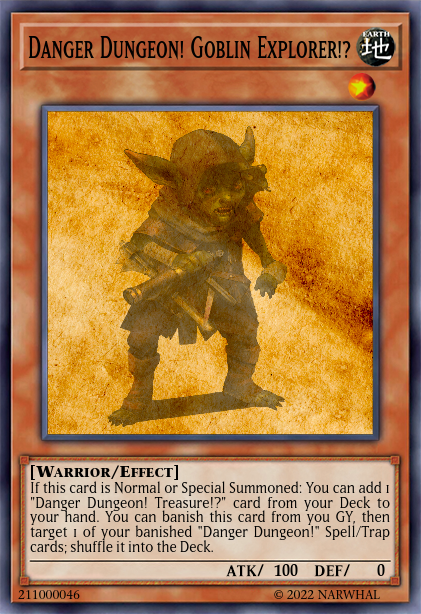 Danger Dungeon! Goblin Explorer!?
EARTH
地
[Warrior/Effect]
If this card is Normal or Special Summoned: You can add 1
"Danger Dungeon! Treasure!?" card from your Deck to
your hand. You can banish this card from you GY, then
target 1 of your banished "Danger Dungeon!" Spell/Trap
cards; shuffle it into the Deck.
ATK/ 100 DEF/ 0
211000046 ©2022 NARWHAL